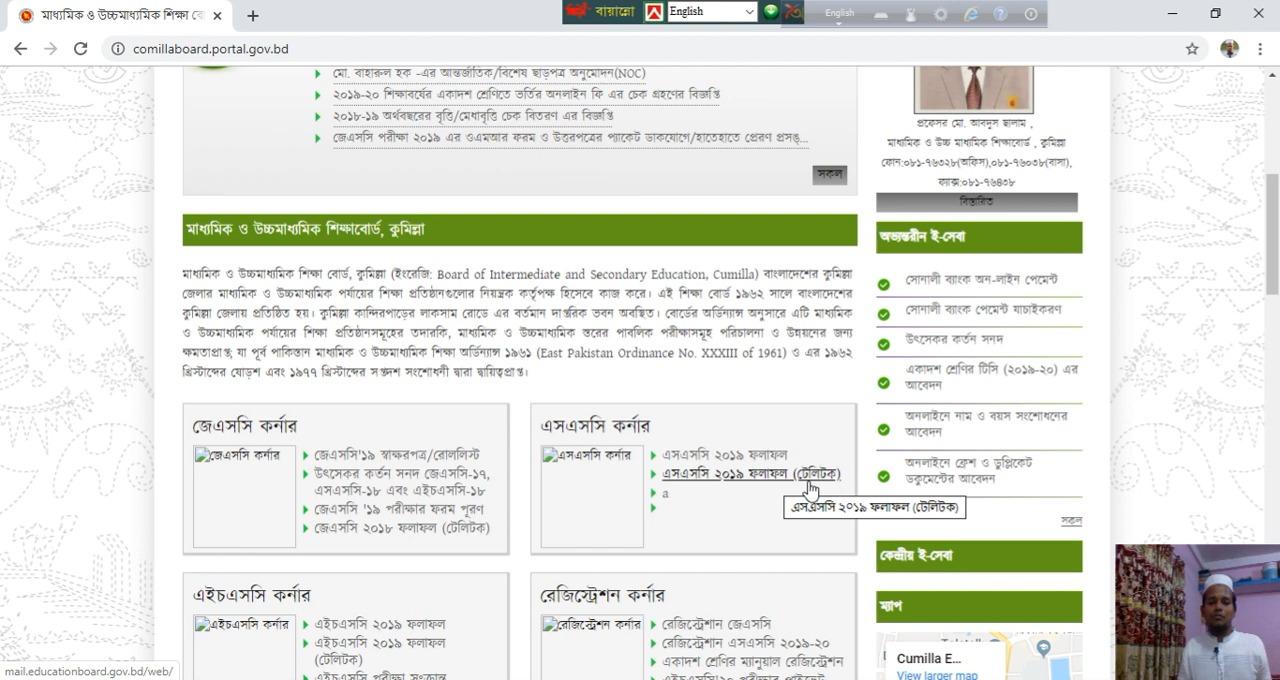 মাধ্যমিক ও উচ্চমাধ্যমিক শিক্ষা বো
বায়ান্নো
English
English
comillaboard.portal.gov.bd
মো. বাহারুল হক -এর আন্তর্জাতিক/বিশেষ ছাড়পত্র অনুমোদন(NOC)
২০১৯-২০ শিক্ষাবর্ষের একাদশ শ্রেণিতে ভর্তির অনলাইন ফি এর চেক গ্রহণের বিজ্ঞপ্তি
২০১৮-১৯ অর্থবছরের বৃত্তি/মেধাবৃত্তি চেক বিতরণ এর বিজ্ঞপ্তি
জেএসসি পরীক্ষা ২০১৯ এর ওএমআর ফরম ও উত্তরপত্রের প্যাকেট ডাকযোগে/হাতেহাতে প্রেরণ প্রসঙ্গ...
সকল
প্রফেসর মো. আবদুস ছালাম ,
মাধ্যমিক ও উচ্চ মাধ্যমিক শিক্ষাবোর্ড , কুমিল্লা
ফোন:০৮১-৭৬৩২৮(অফিস),০৮১-৭৬০৩৮(বাসা),
ফ্যাক্স:০৮১-৭৬৪৩৮
বিস্তারিত
মাধ্যমিক ও উচ্চমাধ্যমিক শিক্ষাবোর্ড, কুমিল্লা
মাধ্যমিক ও উচ্চমাধ্যমিক শিক্ষা বোর্ড, কুমিল্লা (ইংরেজি: Board of Intermediate and Secondary Education, Cumilla) বাংলাদেশের কুমিল্লা
জেলার মাধ্যমিক ও উচ্চমাধ্যমিক পর্যায়ের শিক্ষা প্রতিষ্ঠানগুলোর নিয়ন্ত্রক কর্তৃপক্ষ হিসেবে কাজ করে। এই শিক্ষা বোর্ড ১৯৬২ সালে বাংলাদেশের
কুমিল্লা জেলায় প্রতিষ্ঠিত হয়। কুমিল্লা কান্দিরপাড়ের লাকসাম রোডে এর বর্তমান দাপ্তরিক ভবন অবস্থিত। বোর্ডের অর্ডিন্যান্স অনুসারে এটি মাধ্যমিক
ও উচ্চমাধ্যমিক পর্যায়ের শিক্ষা প্রতিষ্ঠানসমূহের তদারকি, মাধ্যমিক ও উচ্চমাধ্যমিক স্তরের পাবলিক পরীক্ষাসমূহ পরিচালনা ও উন্নয়নের জন্য
ক্ষমতাপ্রাপ্ত; যা পূর্ব পাকিস্তান মাধ্যমিক ও উচ্চমাধ্যমিক শিক্ষা অর্ডিন্যান্স ১৯৬১ (East Pakistan Ordinance No. XXXIII of 1961) ও এর ১৯৬২
খ্রিস্টাব্দের ষোড়শ এবং ১৯৭৭ খ্রিস্টাব্দের সপ্তদশ সংশোধনী দ্বারা দ্বায়িত্বপ্রাপ্ত।
অভ্যন্তরীন ই-সেবা
সোনালী ব্যাংক অন-লাইন পেমেন্ট
সোনালী ব্যাংক পেমেন্ট যাচাইকরণ
উৎসেকর কর্তন সনদ
একাদশ শ্রেণির টিসি (২০১৯-২০) এর
আবেদন
অনলাইনে নাম ও বয়স সংশোধনের
আবেদন
অনলাইনে ফ্রেশ ও ডুপ্লিকেট
ডকুমেন্টের আবেদন
সকল
কেন্দ্রীয় ই-সেবা
ম্যাপ
Cumilla E...
View larger map
জেএসসি কর্নার
জেএসসি কর্নার
জেএসসি'১৯ স্বাক্ষরপত্র/রোললিস্ট
উৎসেকর কর্তন সনদ জেএসসি-১৭,
এসএসসি-১৮ এবং এইচএসসি-১৮
জেএসসি '১৯ পরীক্ষার ফরম পূরণ
জেএসসি ২০১৮ ফলাফল (টেলিটক)
এসএসসি কর্নার
এসএসসি কর্নার
এসএসসি ২০১৯ ফলাফল
এসএসসি ২০১৯ ফলাফল (টেলিটক)
a
এসএসসি ২০১৯ ফলাফল (টেলিটক)
এইচএসসি কর্নার
এইচএসসি কর্নার
এইচএসসি ২০১৯ ফলাফল
এইচএসসি ২০১৯ ফলাফল
(টেলিটক)
এইচএসসি পরীক্ষা সংক্রান্ত
রেজিস্ট্রেশন কর্নার
রেজিস্ট্রেশন কর্নার
রেজিস্ট্রেশান জেএসসি
রেজিস্ট্রেশান এসএসসি ২০১৯-২০
একাদশ শ্রেণির ম্যানুয়াল রেজিস্ট্রেশন
mail.educationboard.gov.bd/web/